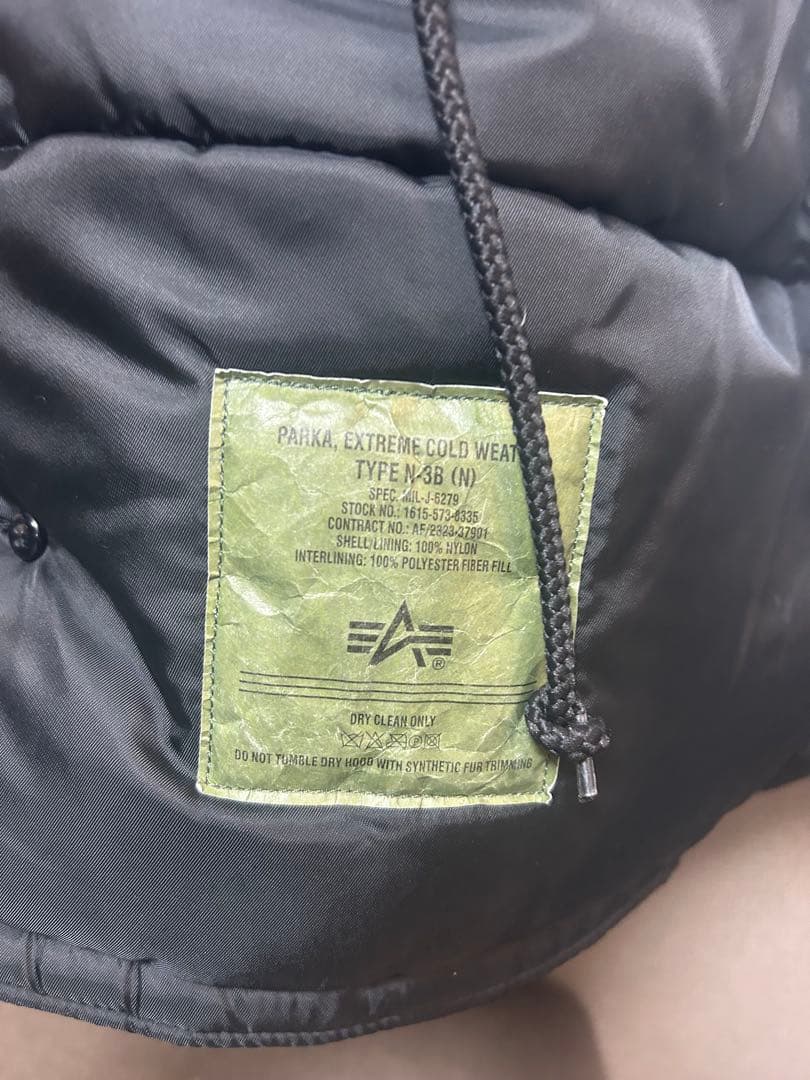 PARKA, EXTREME COLD WEAT
TYPE N-3B (N)
SPEC. MIL-J-6279
STOCK NO.: 1615-573-8335
CONTRACT NO.: AF/2323-37901
SHELL/LINING: 100% NYLON
INTERLINING: 100% POLYESTER FIBER FILL
®
DRY CLEAN ONLY
DO NOT TUMBLE DRY HOOD WITH SYNTHETIC FUR TRIMMING